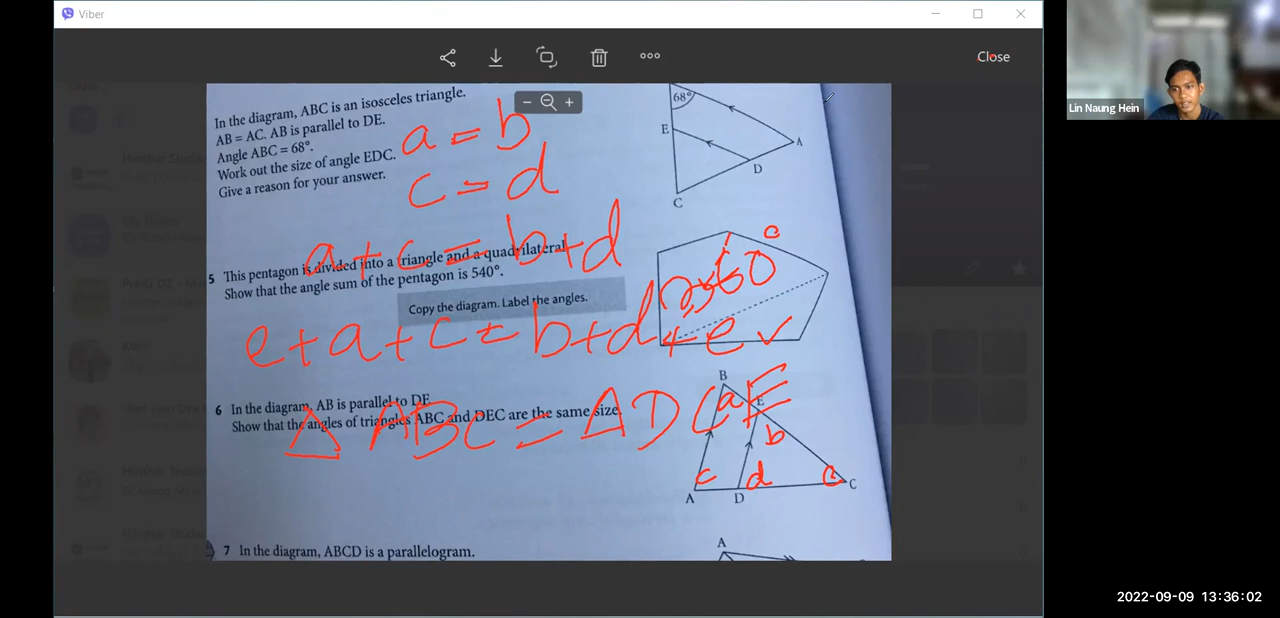 Viber
Close
In the diagram, ABC is an isosceles triangle.
AB = AC. AB is parallel to DE.
Angle ABC = 68°.
Work out the size of angle EDC.
Give a reason for your answer.
a = b
c = d
a + c = b + d
68°
E
A
D
C
5 This pentagon is divided into a triangle and a quadrilateral.
Show that the angle sum of the pentagon is 540°.
Copy the diagram. Label the angles.
e + a + c = b + d + e
6 In the diagram, AB is parallel to DE.
Show that the angles of triangles ABC and DEC are the same size.
Δ ABC = Δ DCE
B
a
E
b
c
d
e
A
D
C
7 In the diagram, ABCD is a parallelogram.
A
Lin Naung Hein
2022-09-09 13:36:02